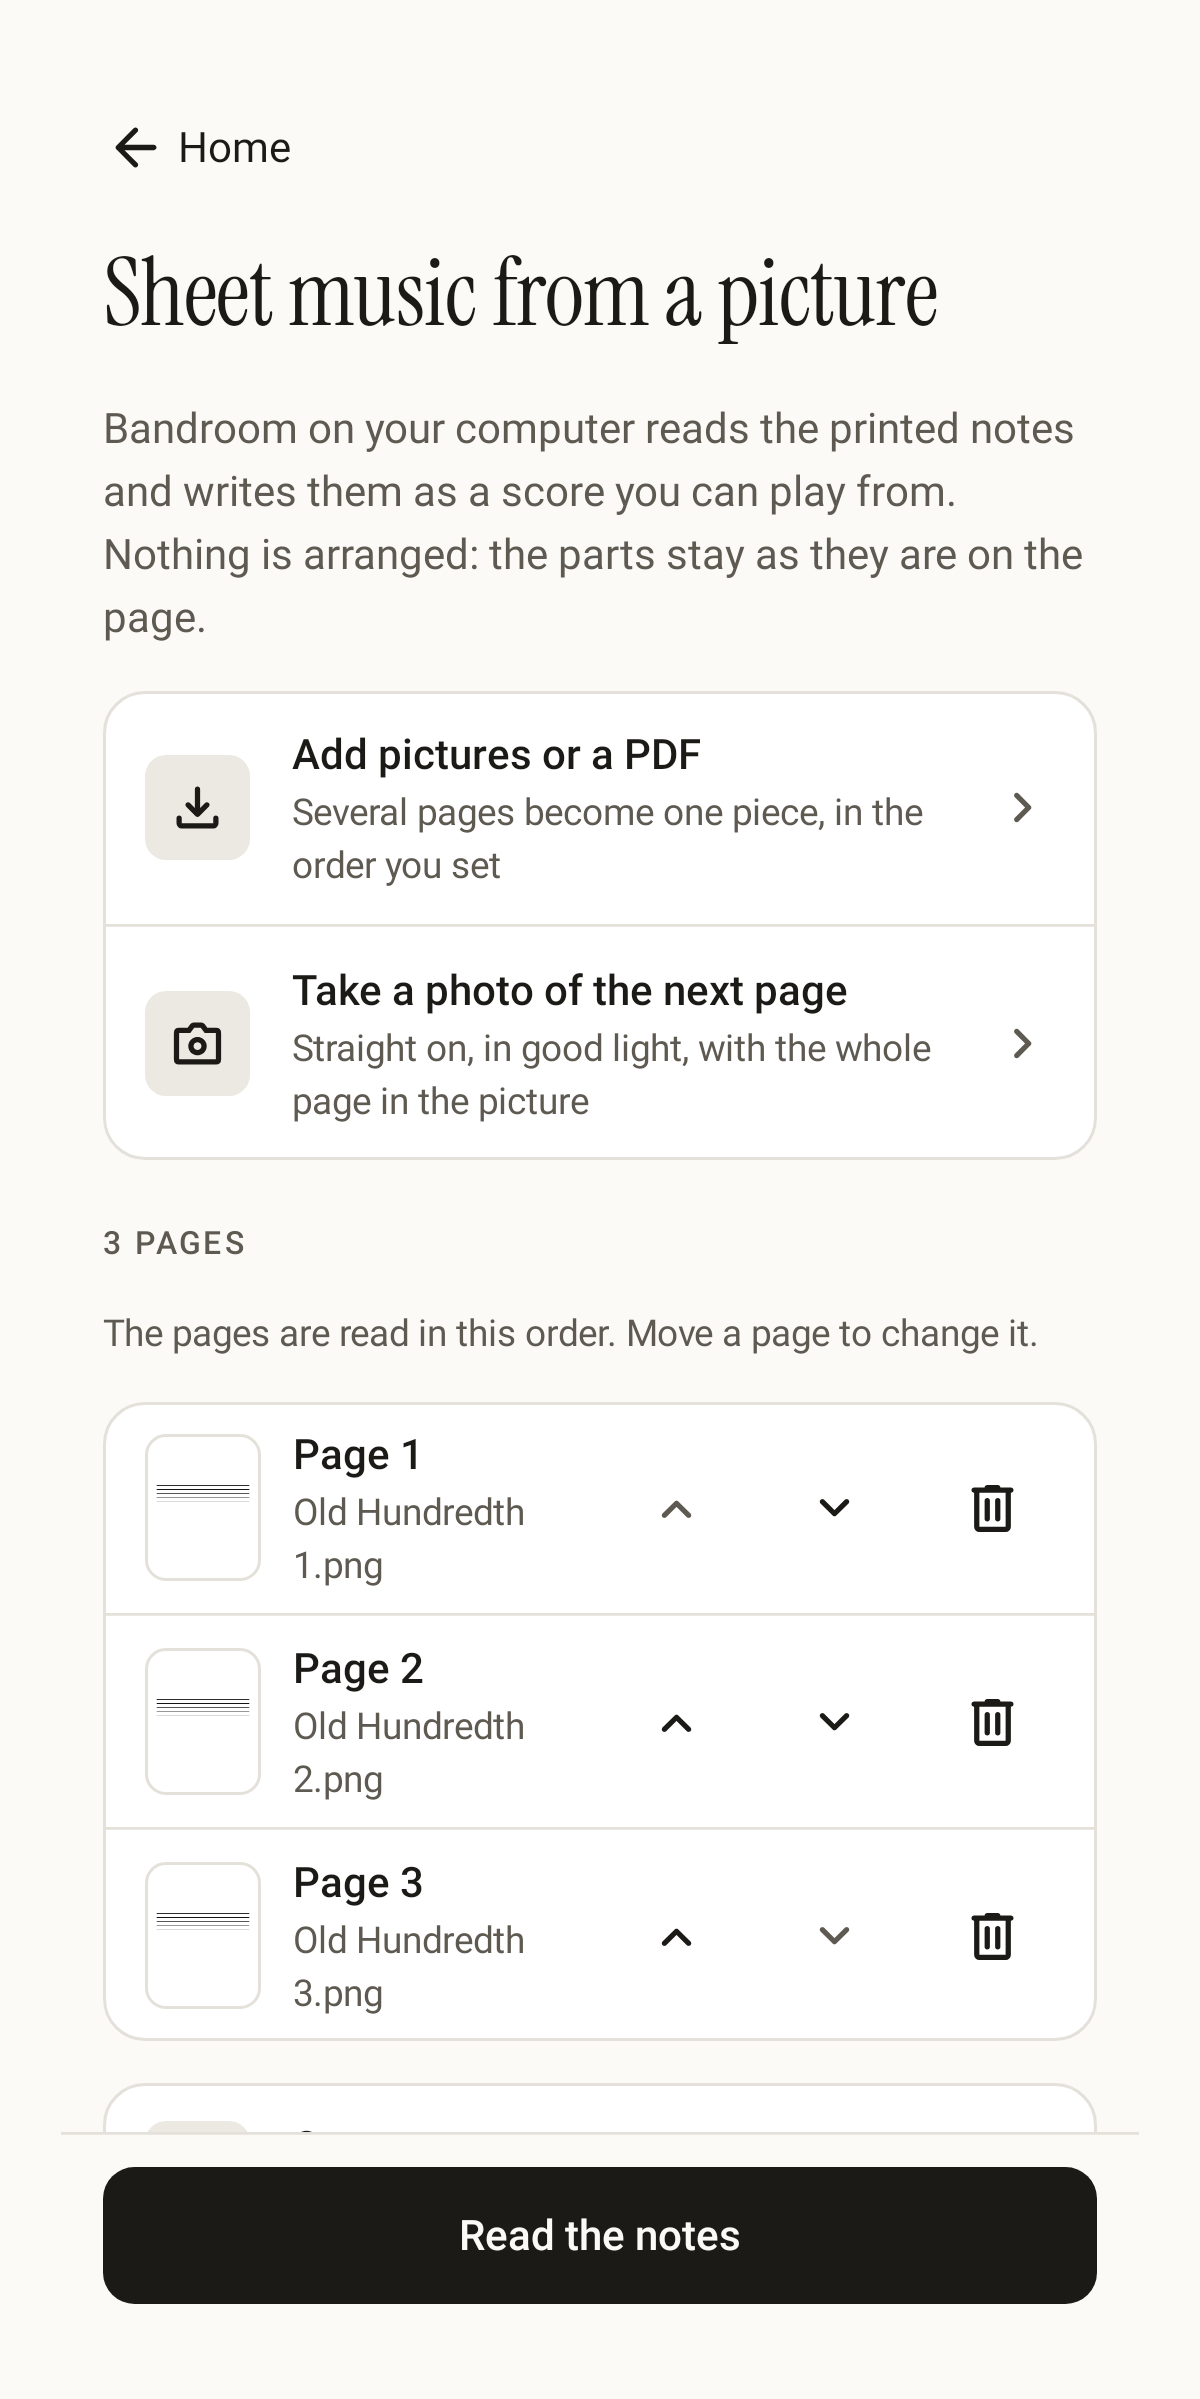 Home
Sheet music from a picture
Bandroom on your computer reads the printed notes
and writes them as a score you can play from.
Nothing is arranged: the parts stay as they are on the
page.
Add pictures or a PDF
Several pages become one piece, in the
order you set
Take a photo of the next page
Straight on, in good light, with the whole
page in the picture
3 PAGES
The pages are read in this order. Move a page to change it.
Page 1
Old Hundredth
1.png
Page 2
Old Hundredth
2.png
Page 3
Old Hundredth
3.png
Read the notes